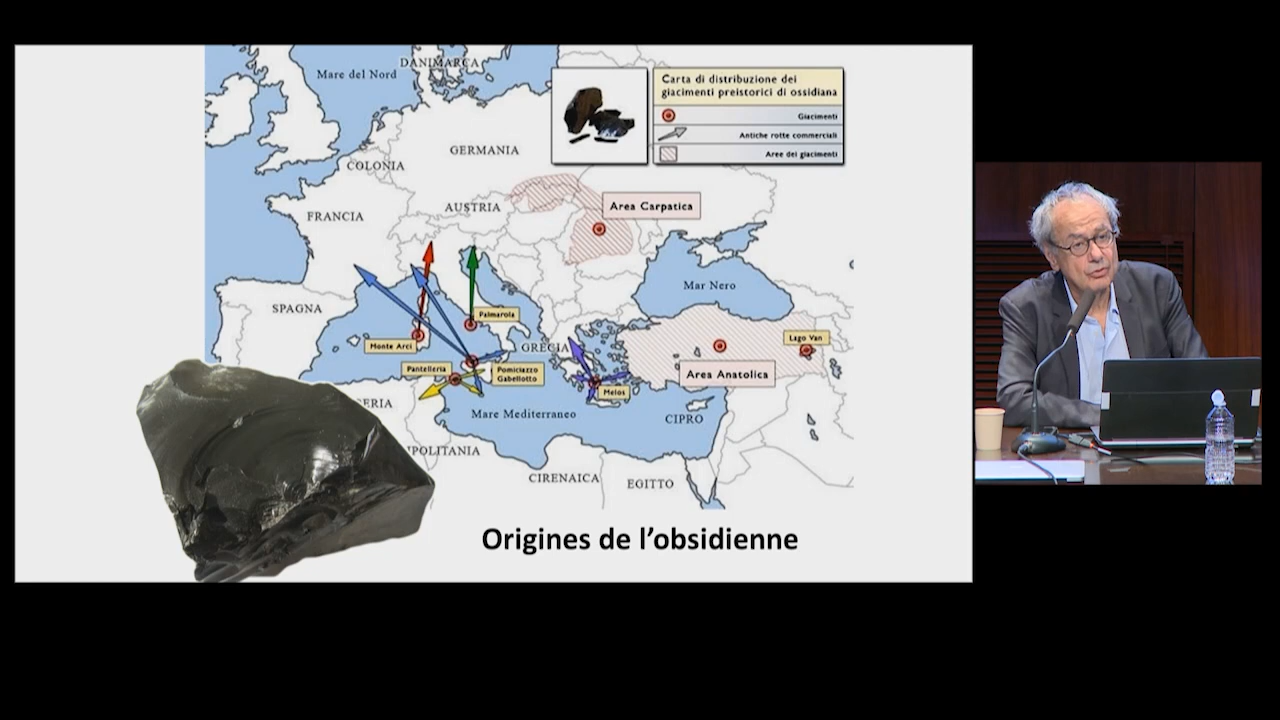 DANIMARCA
Mare del Nord
Carta di distribuzione dei
giacimenti preistorici di ossidiana
Giacimenti
Antiche rotte commerciali
Aree dei giacimenti
GERMANIA
COLONIA
FRANCIA
AUSTRIA
Area Carpatica
Mar Nero
SPAGNA
Palmarola
Monte Arci
GRECIA
Lago Van
Pantelleria
Pomiciazzo
Gabellotto
Area Anatolica
Melos
ERIA
Mare Mediterraneo
CIPRO
IPOLITANIA
CIRENAICA
EGITTO
Origines de l’obsidienne